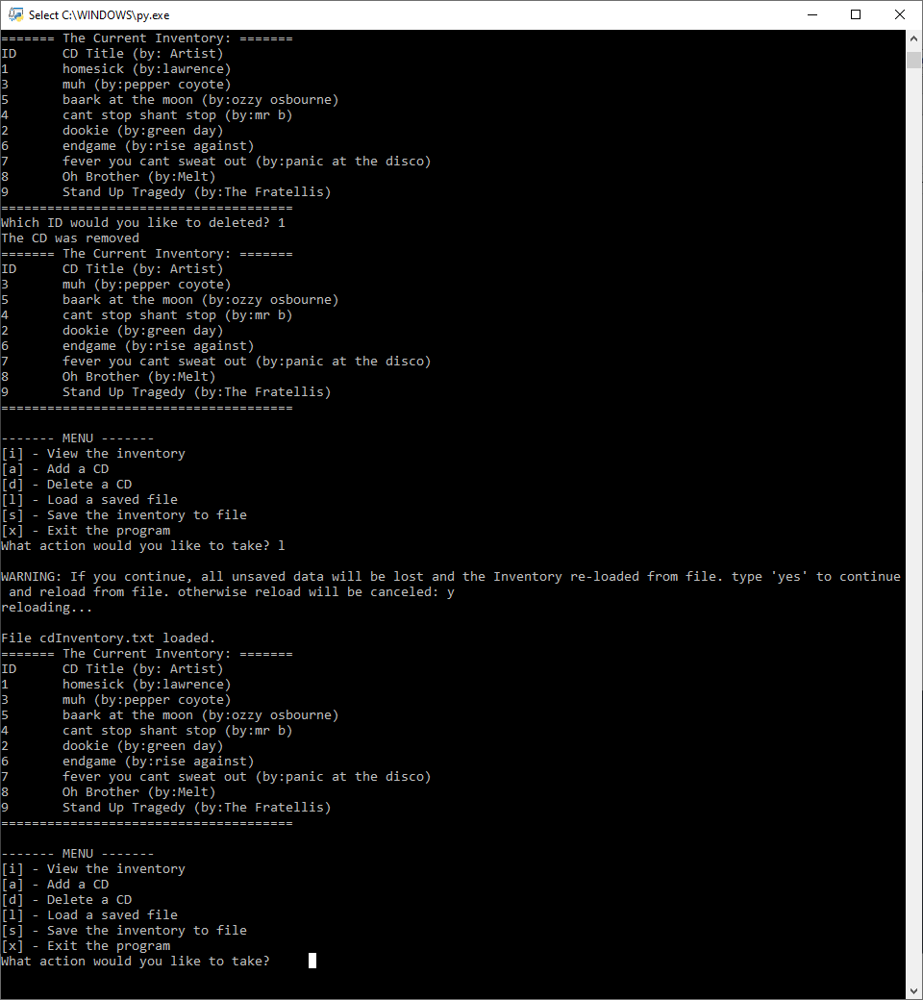 Select C:\WINDOWS\py.exe
======= The Current Inventory: =======
ID      CD Title (by: Artist)
1       homesick (by:lawrence)
3       muh (by:pepper coyote)
5       baark at the moon (by:ozzy osbourne)
4       cant stop shant stop (by:mr b)
2       dookie (by:green day)
6       endgame (by:rise against)
7       fever you cant sweat out (by:panic at the disco)
8       Oh Brother (by:Melt)
9       Stand Up Tragedy (by:The Fratellis)
======================================
Which ID would you like to deleted? 1
The CD was removed
======= The Current Inventory: =======
ID      CD Title (by: Artist)
3       muh (by:pepper coyote)
5       baark at the moon (by:ozzy osbourne)
4       cant stop shant stop (by:mr b)
2       dookie (by:green day)
6       endgame (by:rise against)
7       fever you cant sweat out (by:panic at the disco)
8       Oh Brother (by:Melt)
9       Stand Up Tragedy (by:The Fratellis)
======================================
------- MENU -------
[i] - View the inventory
[a] - Add a CD
[d] - Delete a CD
[l] - Load a saved file
[s] - Save the inventory to file
[x] - Exit the program
What action would you like to take? l
WARNING: If you continue, all unsaved data will be lost and the Inventory re-loaded from file. type 'yes' to continue
 and reload from file. otherwise reload will be canceled: y
reloading...
File cdInventory.txt loaded.
======= The Current Inventory: =======
ID      CD Title (by: Artist)
1       homesick (by:lawrence)
3       muh (by:pepper coyote)
5       baark at the moon (by:ozzy osbourne)
4       cant stop shant stop (by:mr b)
2       dookie (by:green day)
6       endgame (by:rise against)
7       fever you cant sweat out (by:panic at the disco)
8       Oh Brother (by:Melt)
9       Stand Up Tragedy (by:The Fratellis)
======================================
------- MENU -------
[i] - View the inventory
[a] - Add a CD
[d] - Delete a CD
[l] - Load a saved file
[s] - Save the inventory to file
[x] - Exit the program
What action would you like to take?